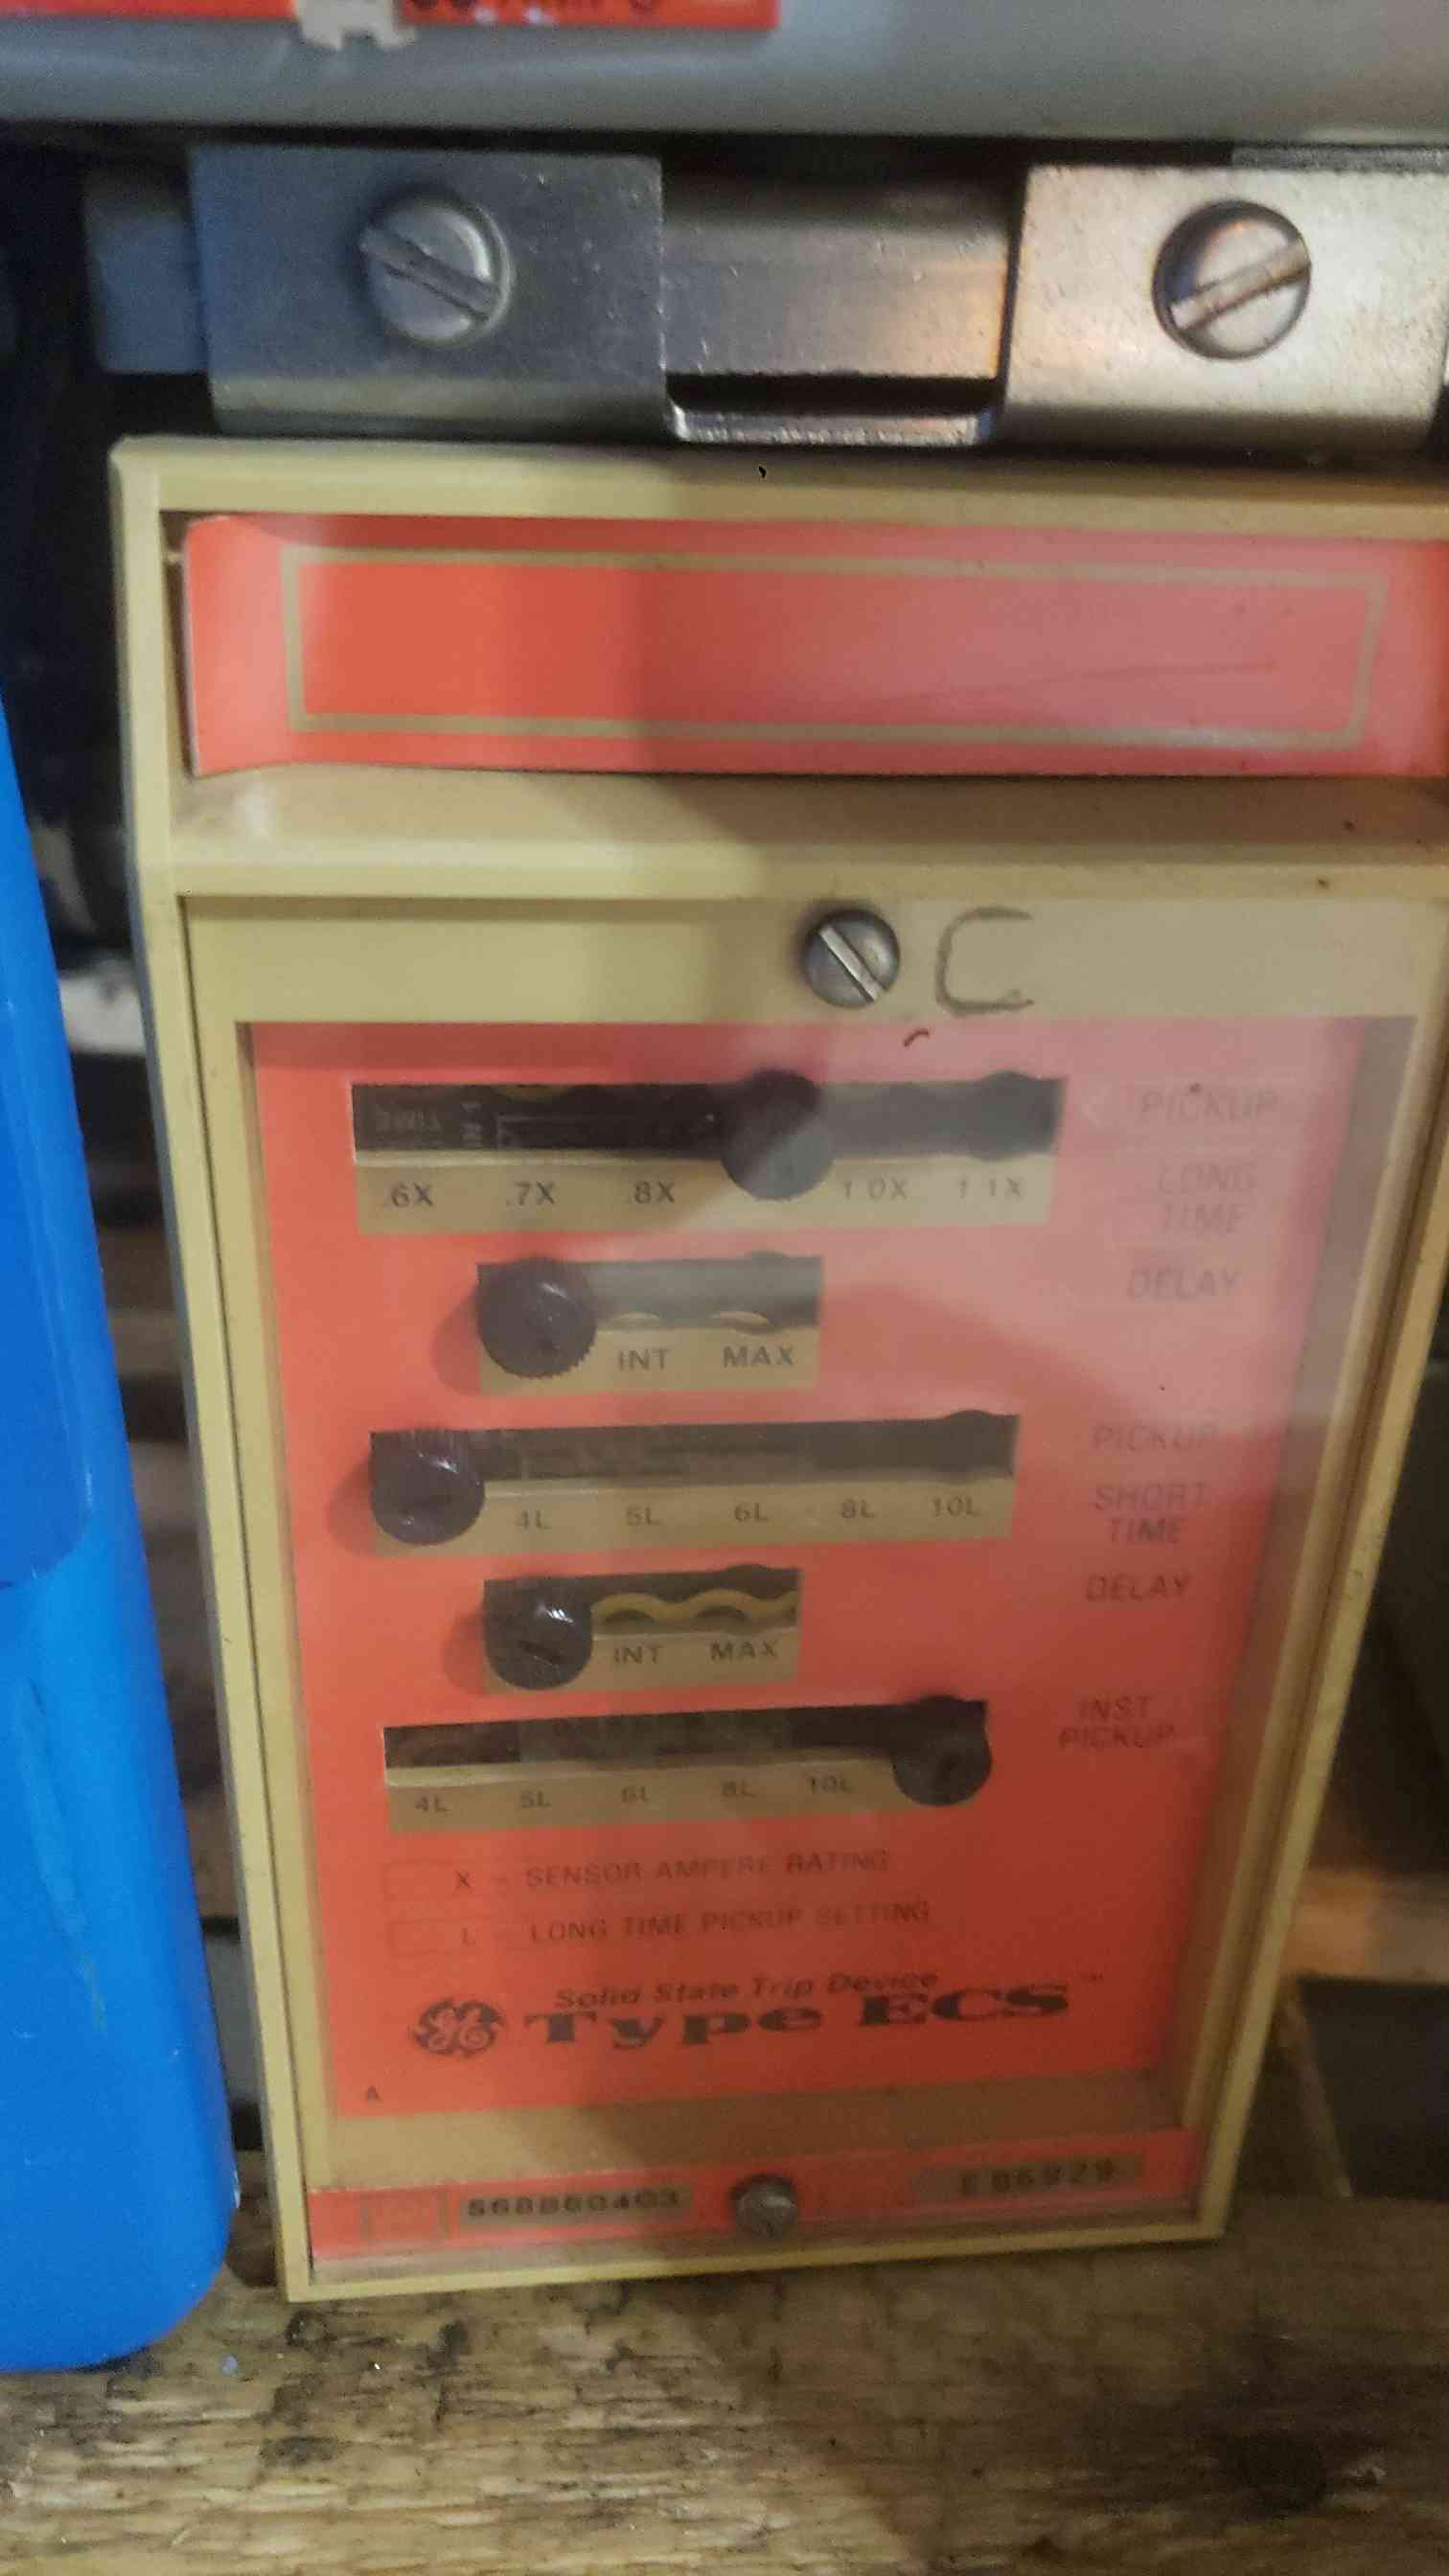 C
PICKUP
.6X .7X .8X 1.0X 1.1X
LONG
TIME
DELAY
INT MAX
PICKUP
4L 5L 6L 8L 10L
SHORT
TIME
DELAY
INT MAX
INST
PICKUP
4L 5L 6L 8L 10L
X - SENSOR AMPERE RATING
L - LONG TIME PICKUP SETTING
Solid State Trip Device
GE Type ECS™
A